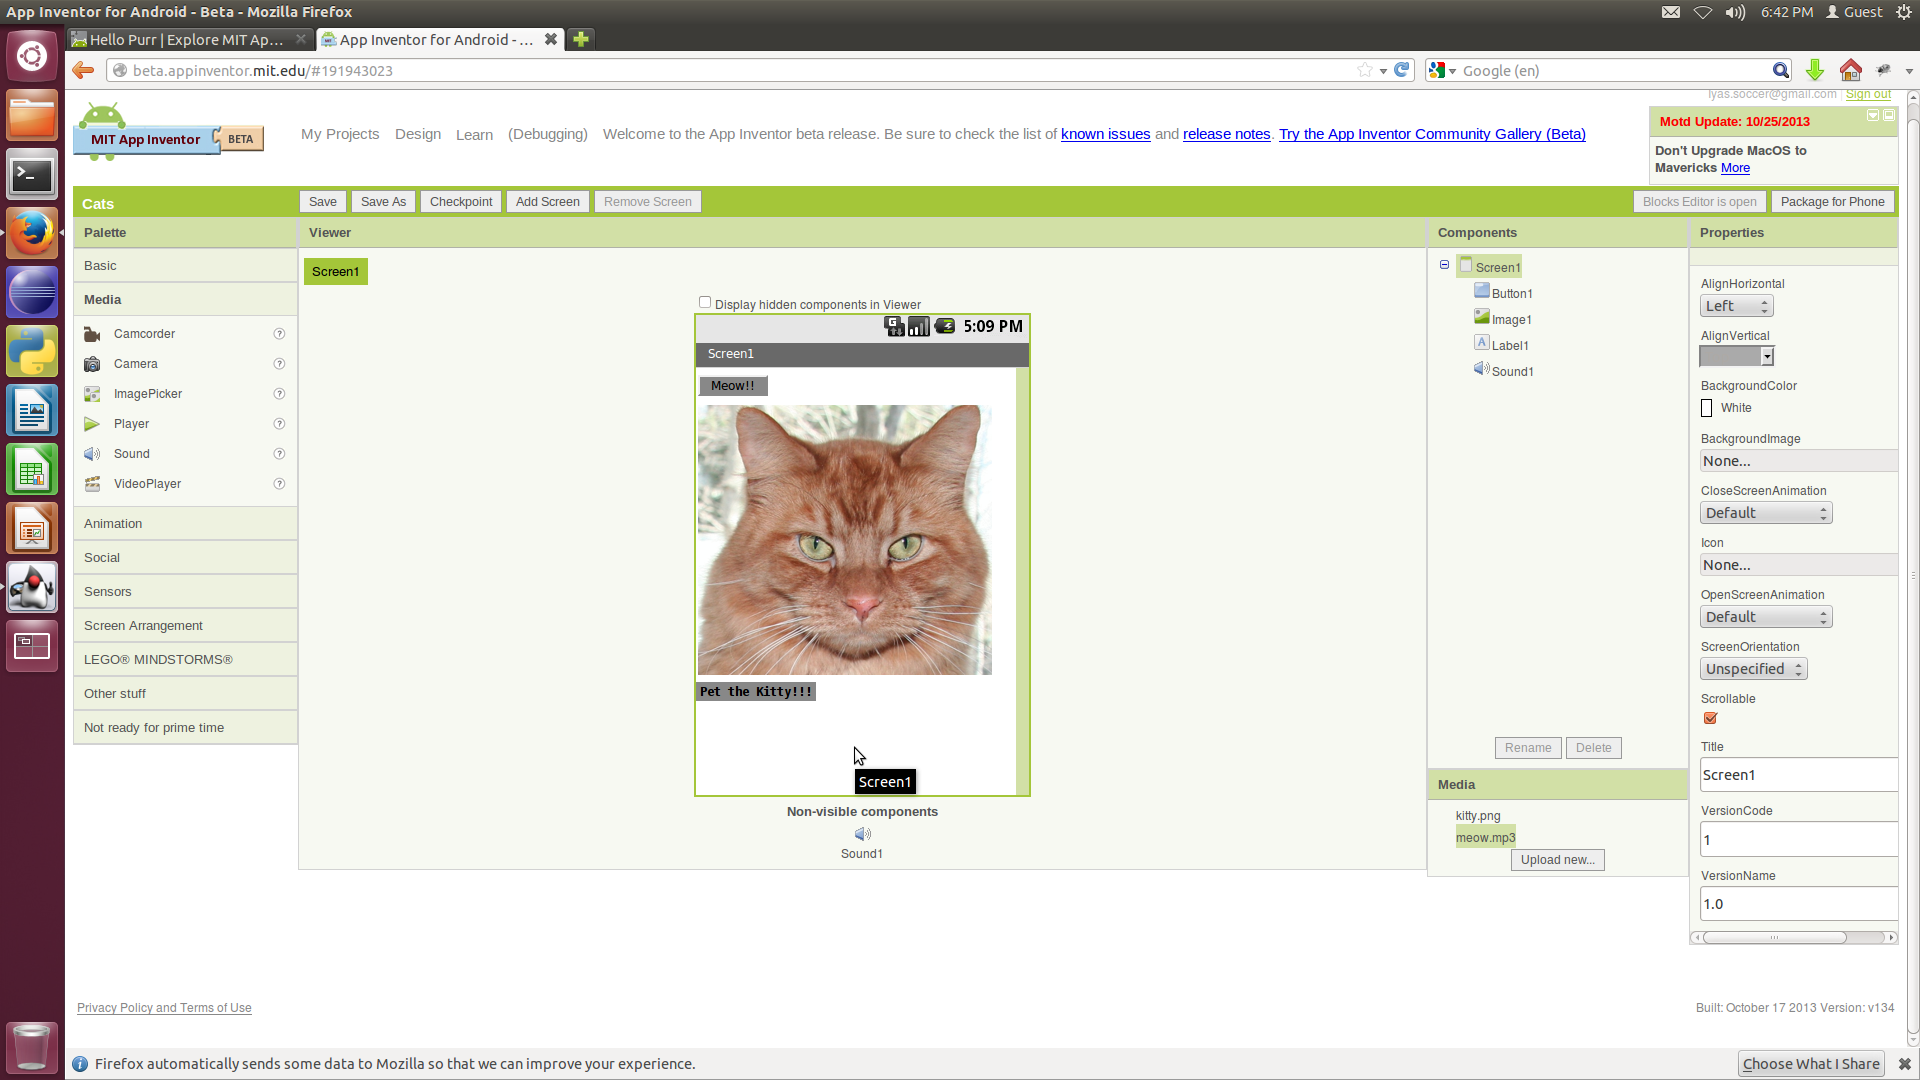 App Inventor for Android - Beta - Mozilla Firefox
6:42 PM Guest
Hello Purr | Explore MIT Ap...
App Inventor for Android - ...
beta.appinventor.mit.edu/#191943023
Google (en)
lyas.soccer@gmail.com | Sign out
MIT App Inventor BETA
My Projects Design Learn (Debugging) Welcome to the App Inventor beta release. Be sure to check the list of known issues and release notes. Try the App Inventor Community Gallery (Beta)
Motd Update: 10/25/2013
Don't Upgrade MacOS to
Mavericks More
Cats
Save Save As Checkpoint Add Screen Remove Screen
Blocks Editor is open Package for Phone
Palette
Basic
Media
Camcorder ?
Camera ?
ImagePicker ?
Player ?
Sound ?
VideoPlayer ?
Animation
Social
Sensors
Screen Arrangement
LEGO® MINDSTORMS®
Other stuff
Not ready for prime time
Viewer
Screen1
Display hidden components in Viewer
G 5:09 PM
Screen1
Meow!!
Pet the Kitty!!!
Screen1
Non-visible components
Sound1
Components
Screen1
Button1
Image1
A Label1
Sound1
Rename Delete
Media
kitty.png
meow.mp3
Upload new...
Properties
AlignHorizontal
Left
AlignVertical
BackgroundColor
White
BackgroundImage
None...
CloseScreenAnimation
Default
Icon
None...
OpenScreenAnimation
Default
ScreenOrientation
Unspecified
Scrollable
Title
Screen1
VersionCode
1
VersionName
1.0
Privacy Policy and Terms of Use
Built: October 17 2013 Version: v134
Firefox automatically sends some data to Mozilla so that we can improve your experience.
Choose What I Share